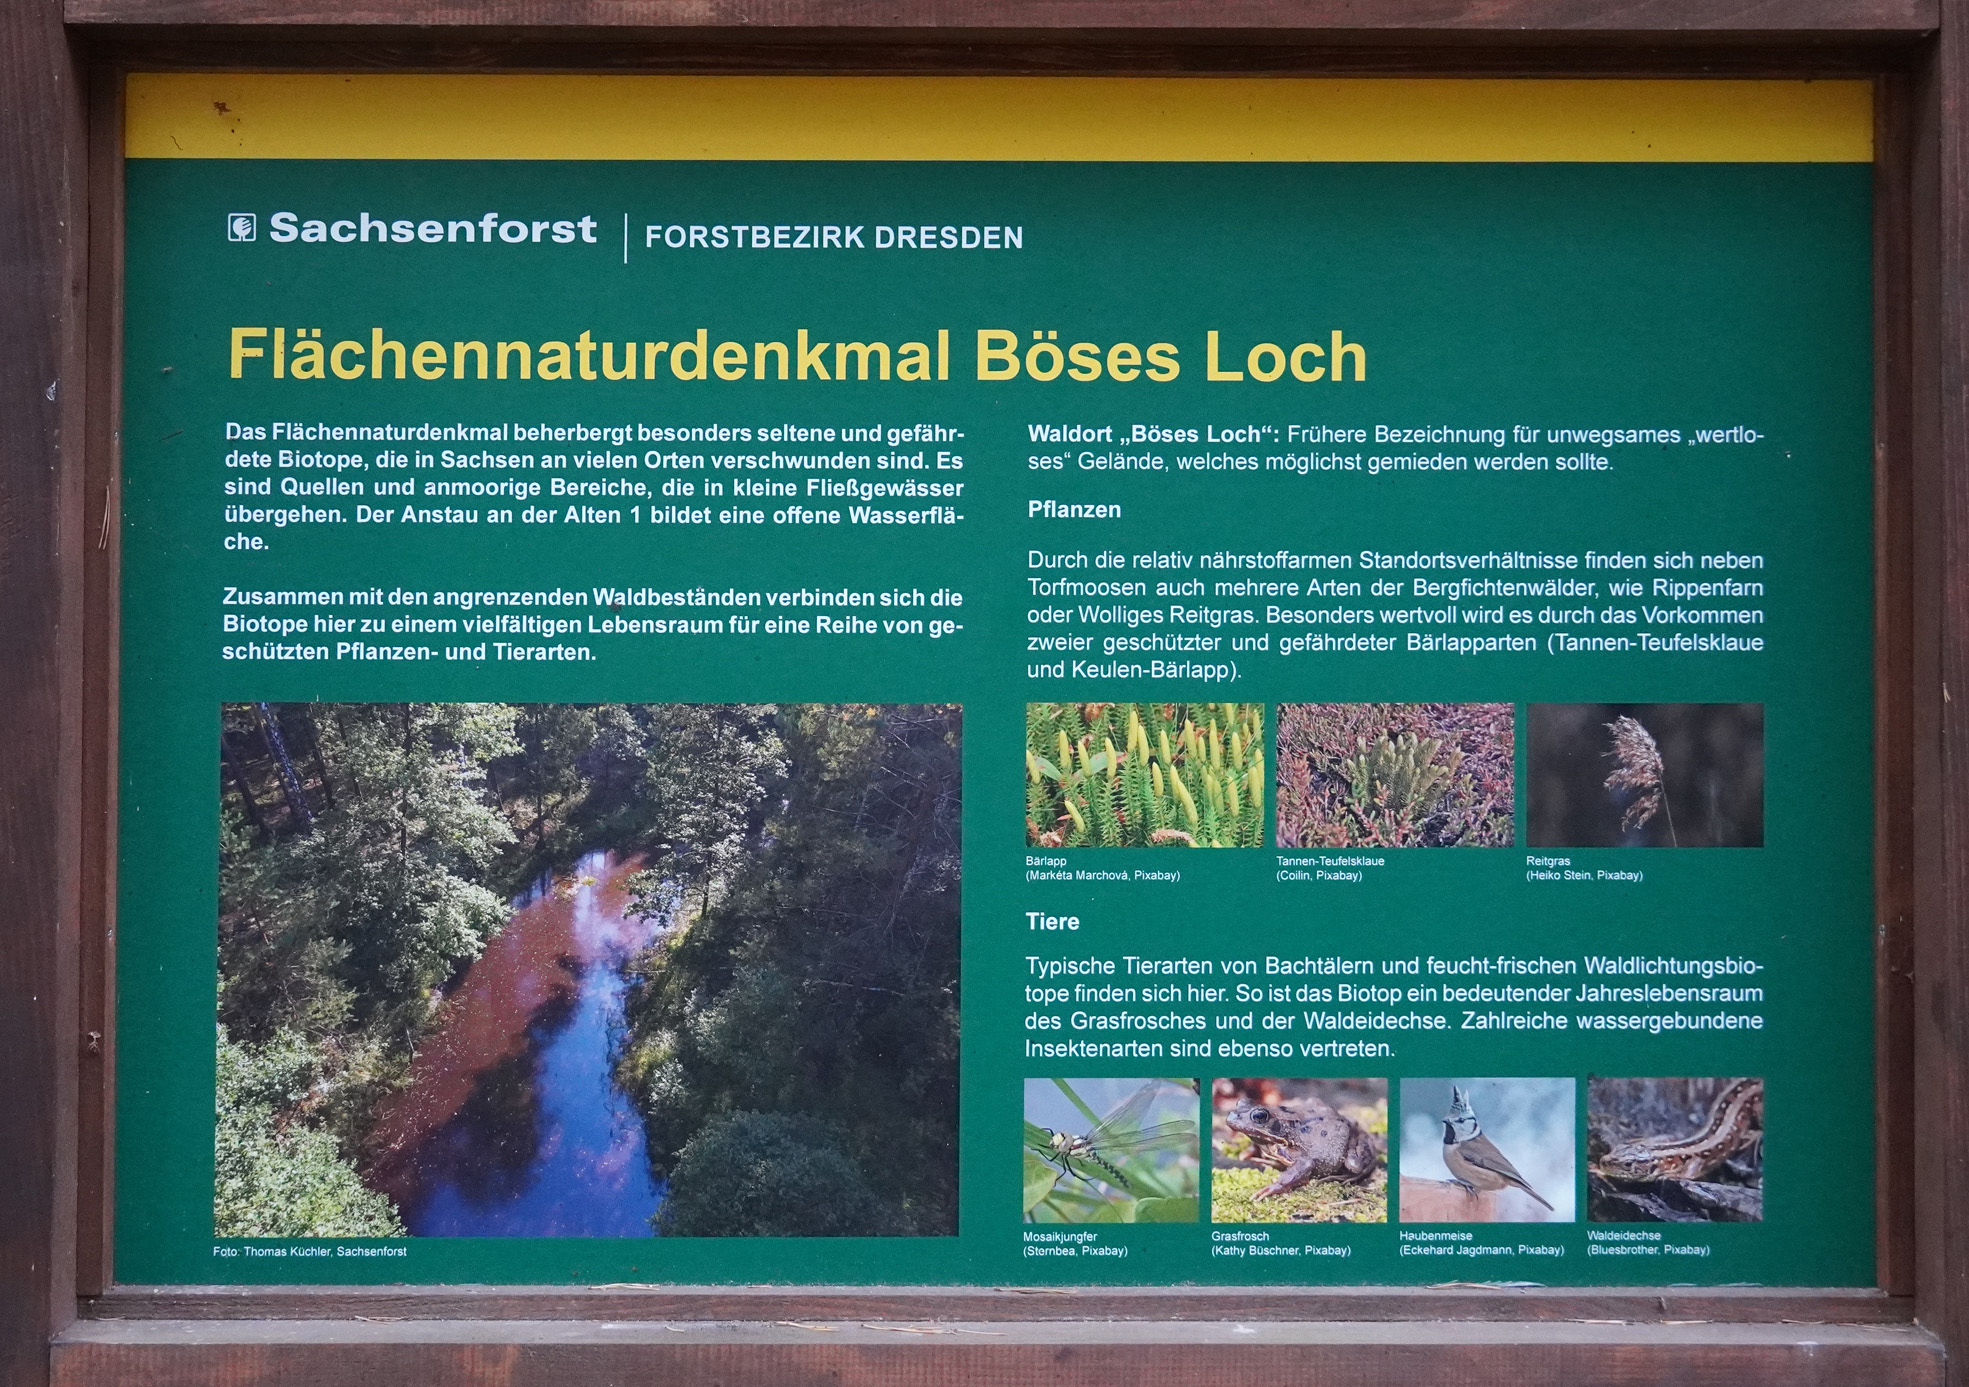 Sachsenforst
FORSTBEZIRK DRESDEN
Flächennaturdenkmal Böses Loch
Das Flächennaturdenkmal beherbergt besonders seltene und gefähr-
dete Biotope, die in Sachsen an vielen Orten verschwunden sind. Es
sind Quellen und anmoorige Bereiche, die in kleine Fließgewässer
übergehen. Der Anstau an der Alten 1 bildet eine offene Wasserflä-
che.
Zusammen mit den angrenzenden Waldbeständen verbinden sich die
Biotope hier zu einem vielfältigen Lebensraum für eine Reihe von ge-
schützten Pflanzen- und Tierarten.
Foto: Thomas Küchler, Sachsenforst
Waldort „Böses Loch“: Frühere Bezeichnung für unwegsames „wertlo-
ses“ Gelände, welches möglichst gemieden werden sollte.
Pflanzen
Durch die relativ nährstoffarmen Standortsverhältnisse finden sich neben
Torfmoosen auch mehrere Arten der Bergfichtenwälder, wie Rippenfarn
oder Wolliges Reitgras. Besonders wertvoll wird es durch das Vorkommen
zweier geschützter und gefährdeter Bärlapparten (Tannen-Teufelsklaue
und Keulen-Bärlapp).
Bärlapp
(Markéta Marchová, Pixabay)
Tannen-Teufelsklaue
(Coilin, Pixabay)
Reitgras
(Heiko Stein, Pixabay)
Tiere
Typische Tierarten von Bachtälern und feucht-frischen Waldlichtungsbio-
tope finden sich hier. So ist das Biotop ein bedeutender Jahreslebensraum
des Grasfrosches und der Waldeidechse. Zahlreiche wassergebundene
Insektenarten sind ebenso vertreten.
Mosaikjungfer
(Sternbea, Pixabay)
Grasfrosch
(Kathy Büschner, Pixabay)
Haubenmeise
(Eckehard Jagdmann, Pixabay)
Waldeidechse
(Bluesbrother, Pixabay)